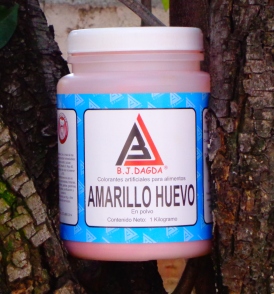 B.J.DAGDA®
Colorantes artificiales para alimentos
AMARILLO HUEVO
En polvo
Contenido Neto: 1 Kilogramo